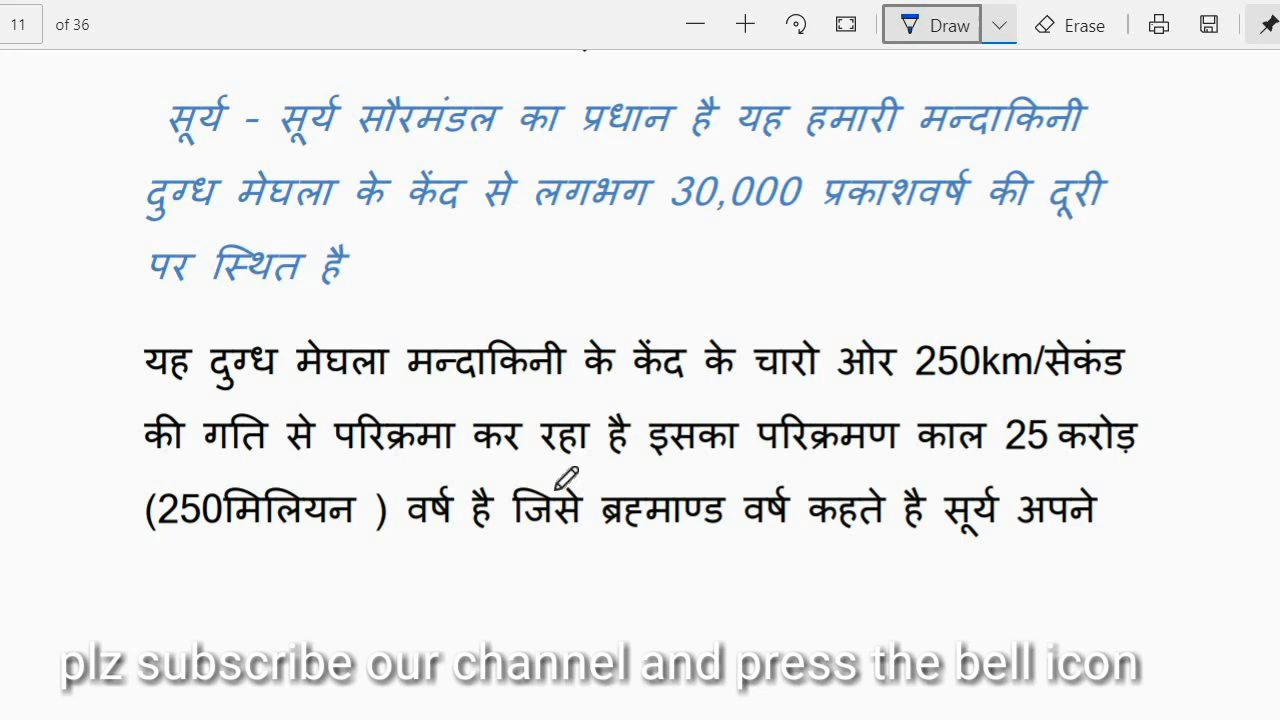 11 of 36 Draw Erase
सूर्य - सूर्य सौरमंडल का प्रधान है यह हमारी मन्दाकिनी
दुग्ध मेघला के केंद से लगभग 30,000 प्रकाशवर्ष की दूरी
पर स्थित है
यह दुग्ध मेघला मन्दाकिनी के केंद के चारो ओर 250km/सेकंड
की गति से परिक्रमा कर रहा है इसका परिक्रमण काल 25 करोड़
(250मिलियन ) वर्ष है जिसे ब्रह्माण्ड वर्ष कहते है सूर्य अपने
plz subscribe our channel and press the bell icon